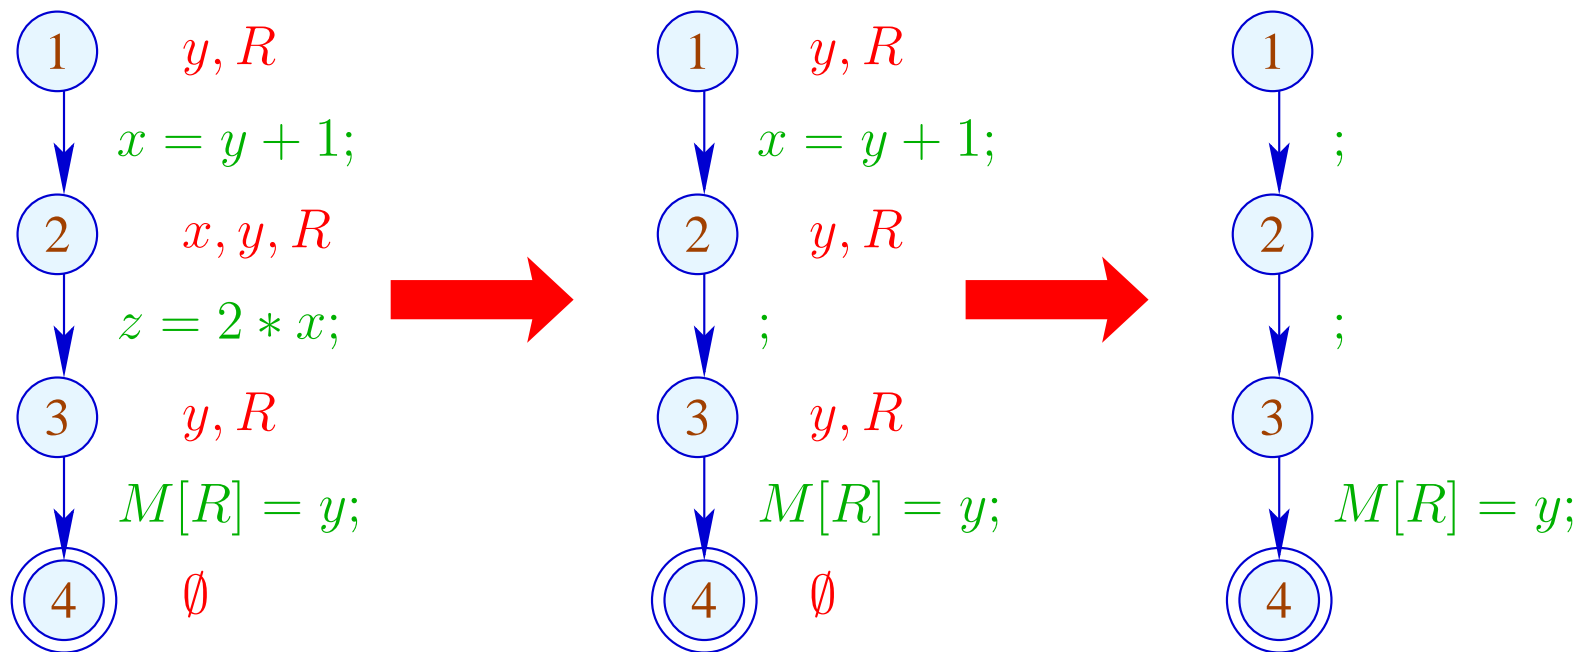 1 y, R
x = y + 1;
2 x, y, R
z = 2 ∗ x;
3 y, R
M[R] = y;
4 ∅
1 y, R
x = y + 1;
2 y, R
;
3 y, R
M[R] = y;
4 ∅
1
;
2
;
3
M[R] = y;
4